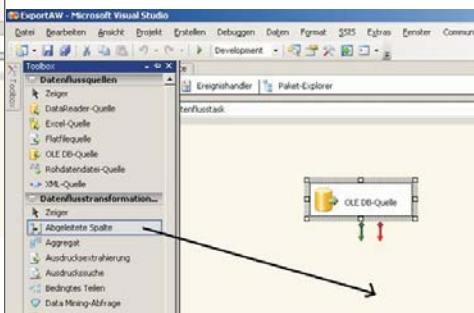 ExportAW - Microsoft Visual Studio
Datei Bearbeiten Ansicht Projekt Erstellen Debuggen Daten Format SSIS Extras Fenster Commun
Development
Toolbox
Toolbox
Ereignishandler Paket-Explorer
Datenflussquellen
Zeiger
DataReader-Quelle
tenflusstask
Excel-Quelle
Flatfilequelle
OLE DB-Quelle
Rohdatendatei-Quelle
XML-Quelle
Datenflusstransformation...
Zeiger
OLE DB-Quelle
Abgeleitete Spalte
Aggregat
Ausdrucksextrahierung
Ausdruckssuche
Bedingtes Teilen
Data Mining-Abfrage